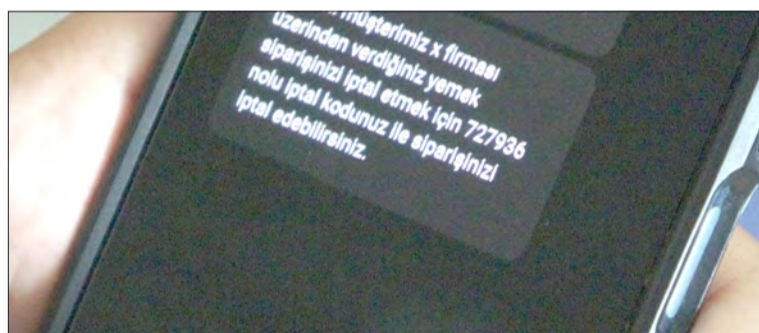 müşterimiz x firması
üzerinden verdiğiniz yemek
siparişinizi iptal etmek için 727936
nolu iptal kodunuz ile siparişinizi
iptal edebilirsiniz.